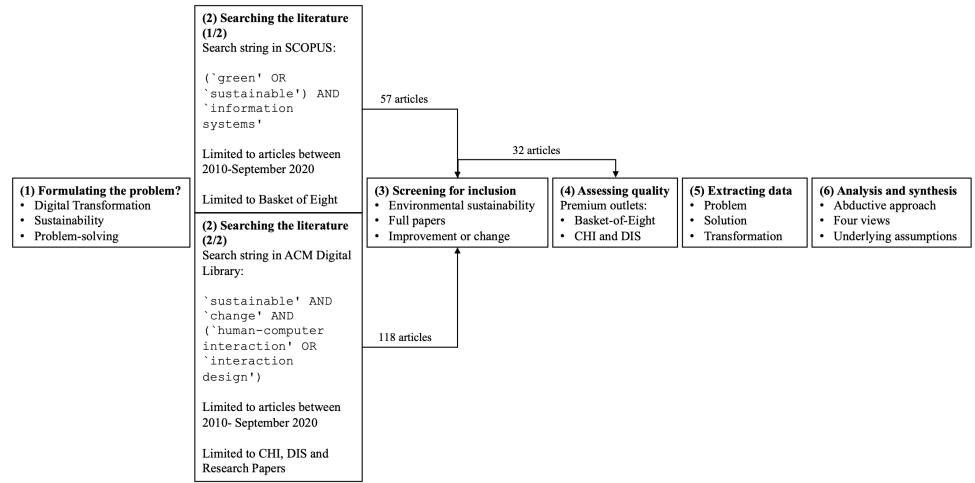 (1) Formulating the problem?
• Digital Transformation
• Sustainability
• Problem-solving
(2) Searching the literature
(1/2)
Search string in SCOPUS:
(`green' OR
`sustainable') AND
`information
systems'
Limited to articles between
2010-September 2020
Limited to Basket of Eight
(2) Searching the literature
(2/2)
Search string in ACM Digital
Library:
`sustainable' AND
`change' AND
(`human-computer
interaction' OR
`interaction
design')
Limited to articles between
2010- September 2020
Limited to CHI, DIS and
Research Papers
57 articles
118 articles
(3) Screening for inclusion
• Environmental sustainability
• Full papers
• Improvement or change
32 articles
(4) Assessing quality
Premium outlets:
• Basket-of-Eight
• CHI and DIS
(5) Extracting data
• Problem
• Solution
• Transformation
(6) Analysis and synthesis
• Abductive approach
• Four views
• Underlying assumptions